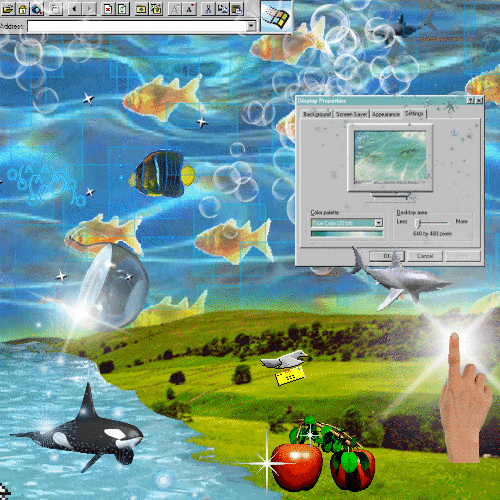 Address:
Display Properties
Background
Screen Saver
Appearance
Settings
Color palette
Desktop area
Less
More
640 by 480 pixels
OK
Cancel